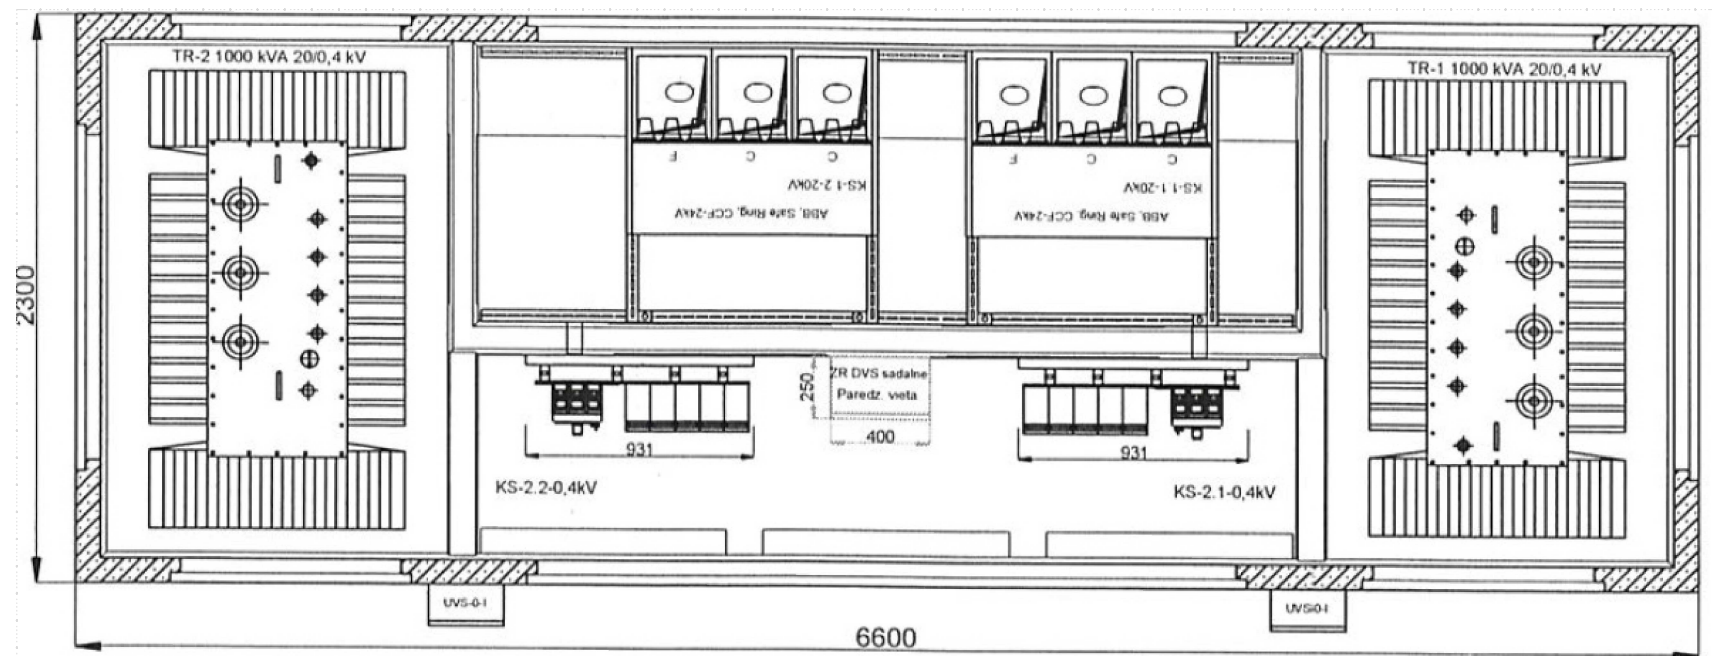 TR-2 1000 kVA 20/0,4 kV
TR-1 1000 kVA 20/0,4 kV
F C C
F C C
KS-1-2-20kV
KS-1-1-20kV
ABB, Safe Ring, CCF-24kV
ABB, Safe Ring, CCF-24kV
2300
250
ZR DVS sadalne
Paredz. vieta
400
931
931
KS-2.2-0,4kV
KS-2.1-0,4kV
UVS-0-I
UVSi0-I
6600